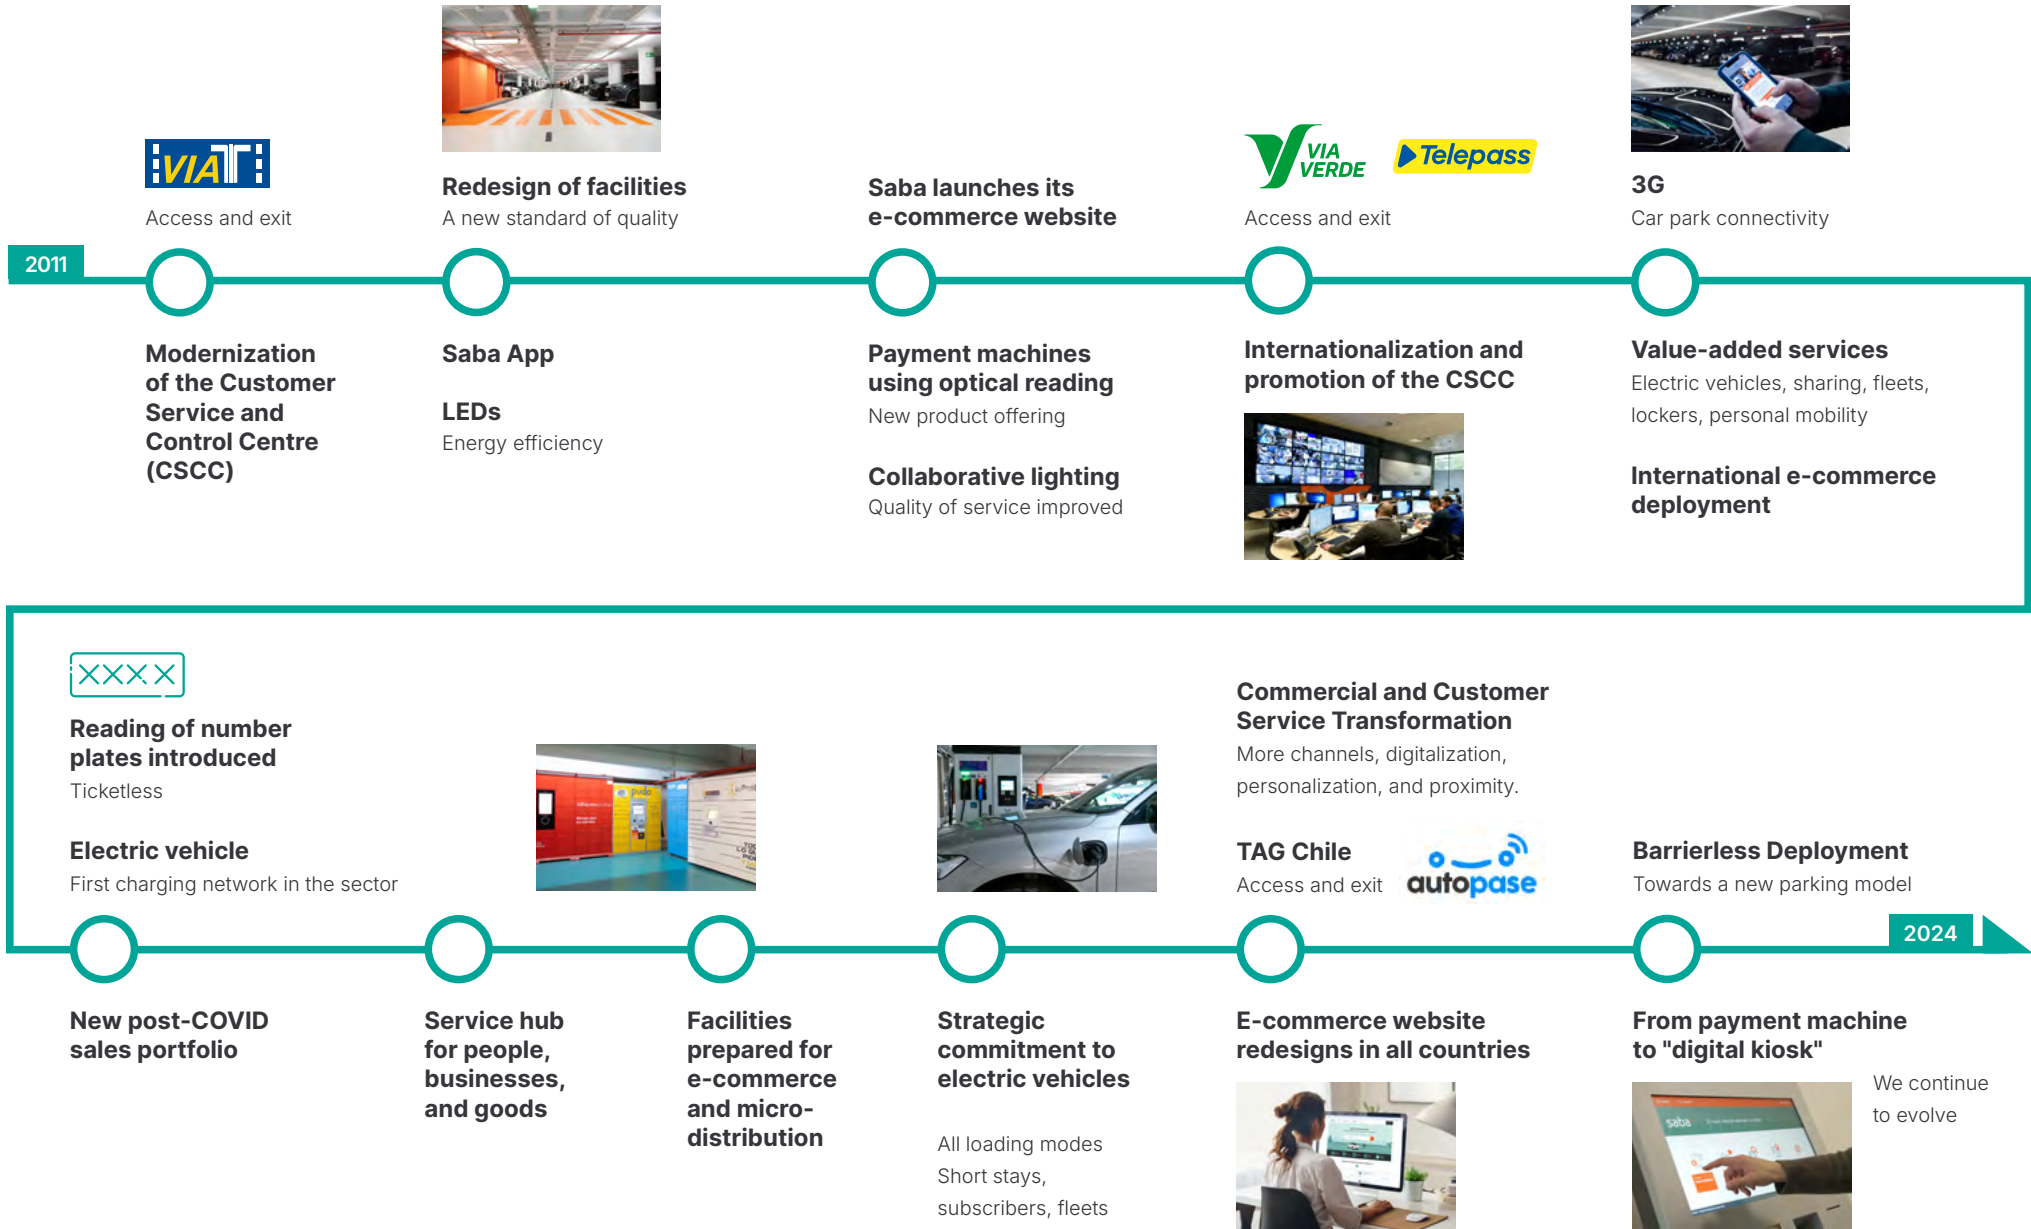 2011
VIAT
Access and exit
Modernization
of the Customer
Service and
Control Centre
(CSCC)
Redesign of facilities
A new standard of quality
Saba App
LEDs
Energy efficiency
Saba launches its
e-commerce website
Payment machines
using optical reading
New product offering
Collaborative lighting
Quality of service improved
VIA
VERDE
Telepass
Access and exit
Internationalization and
promotion of the CSCC
3G
Car park connectivity
Value-added services
Electric vehicles, sharing, fleets,
lockers, personal mobility
International e-commerce
deployment
XXXX
Reading of number
plates introduced
Ticketless
Electric vehicle
First charging network in the sector
New post-COVID
sales portfolio
Service hub
for people,
businesses,
and goods
pudo
Facilities
prepared for
e-commerce
and micro-
distribution
Strategic
commitment to
electric vehicles
All loading modes
Short stays,
subscribers, fleets
Commercial and Customer
Service Transformation
More channels, digitalization,
personalization, and proximity.
TAG Chile
Access and exit
autopase
E-commerce website
redesigns in all countries
Barrierless Deployment
Towards a new parking model
2024
From payment machine
to "digital kiosk"
saba
We continue
to evolve